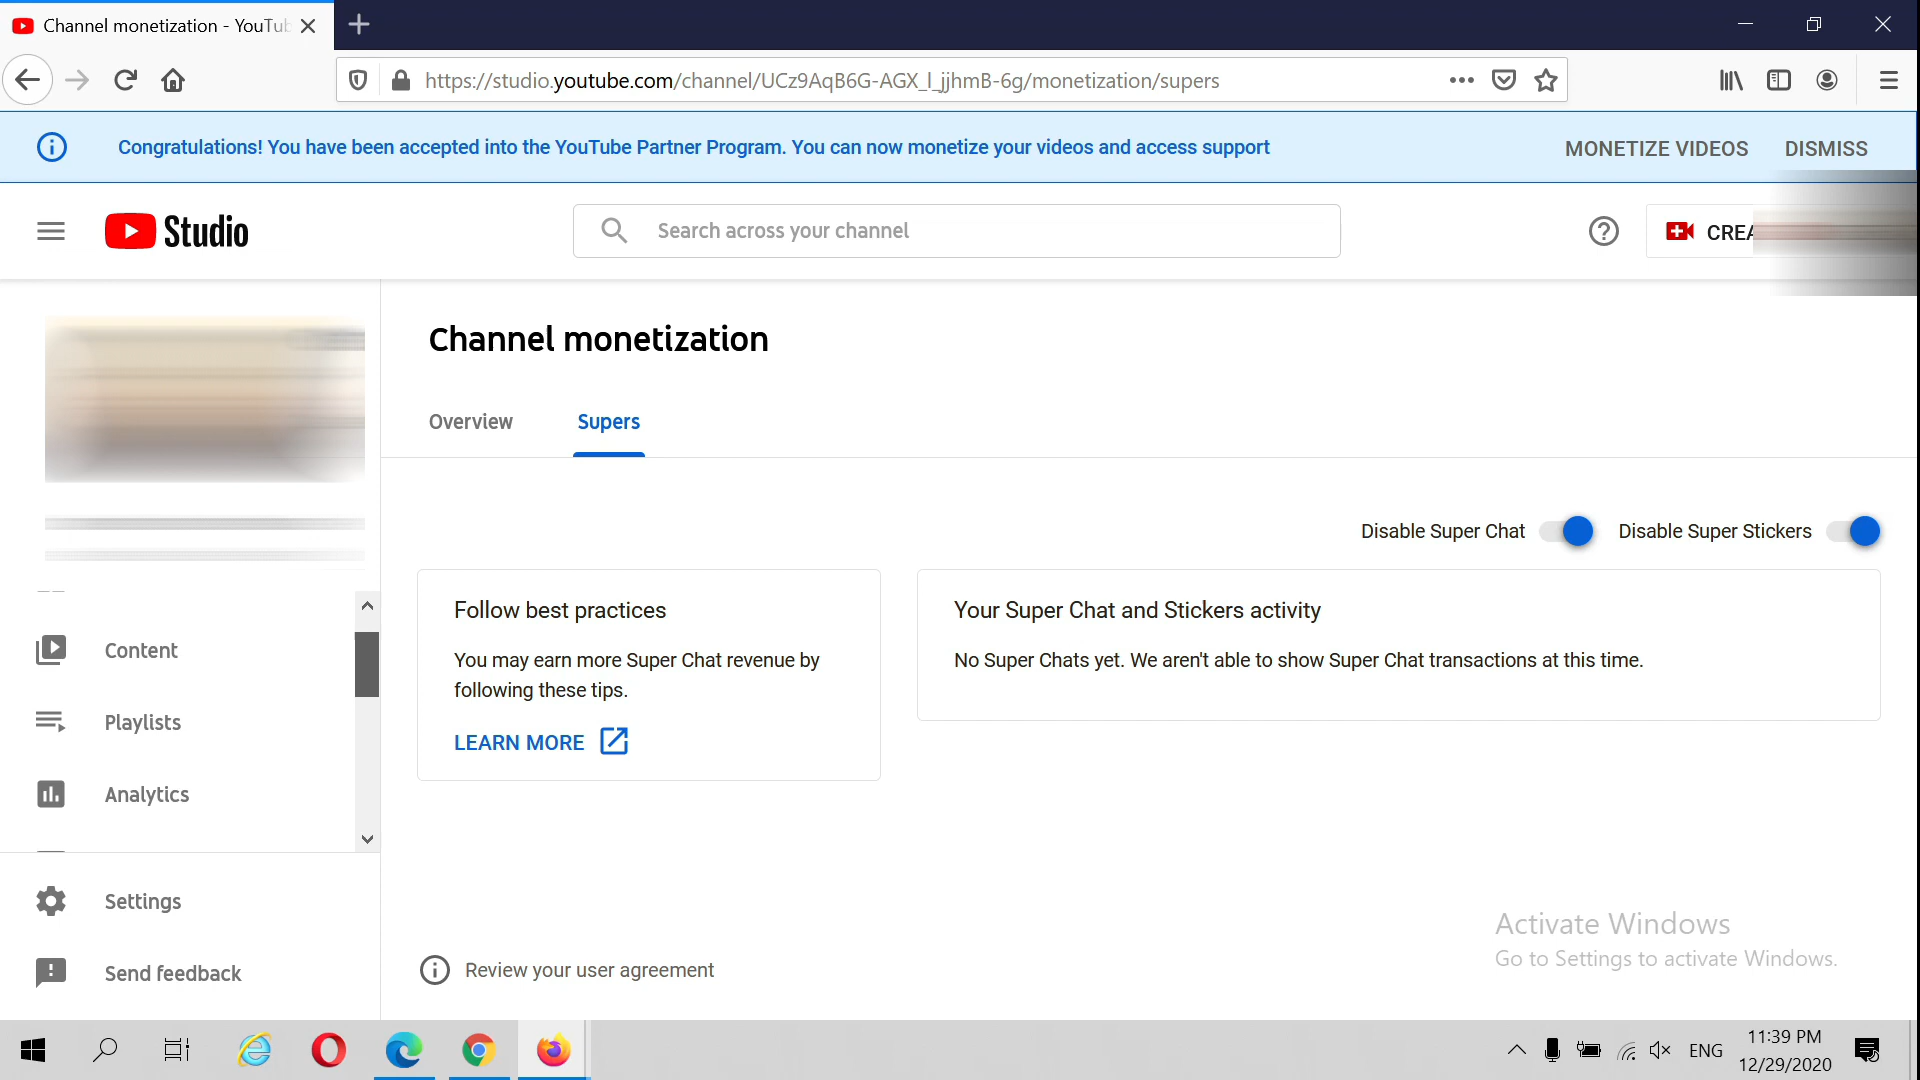 Channel monetization - YouTub
https://studio.youtube.com/channel/UCz9AqB6G-AGX_l_jjhmB-6g/monetization/supers
Congratulations! You have been accepted into the YouTube Partner Program. You can now monetize your videos and access support
MONETIZE VIDEOS
DISMISS
Studio
Search across your channel
CREA
Channel monetization
Overview
Supers
Disable Super Chat
Disable Super Stickers
Follow best practices
You may earn more Super Chat revenue by
following these tips.
LEARN MORE
Your Super Chat and Stickers activity
No Super Chats yet. We aren't able to show Super Chat transactions at this time.
Content
Playlists
Analytics
Settings
Send feedback
Review your user agreement
Activate Windows
Go to Settings to activate Windows.
ENG
11:39 PM
12/29/2020